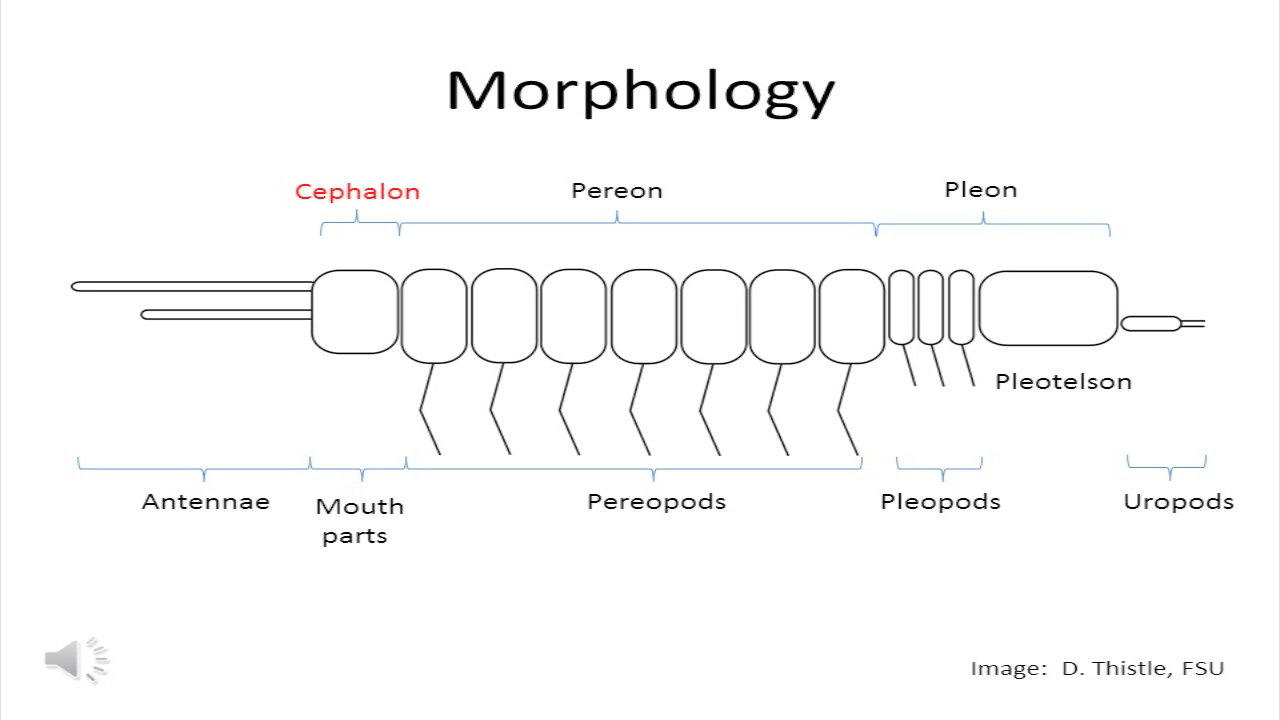 Morphology
Cephalon
Pereon
Pleon
Pleotelson
Antennae
Mouth
parts
Pereopods
Pleopods
Uropods
Image: D. Thistle, FSU